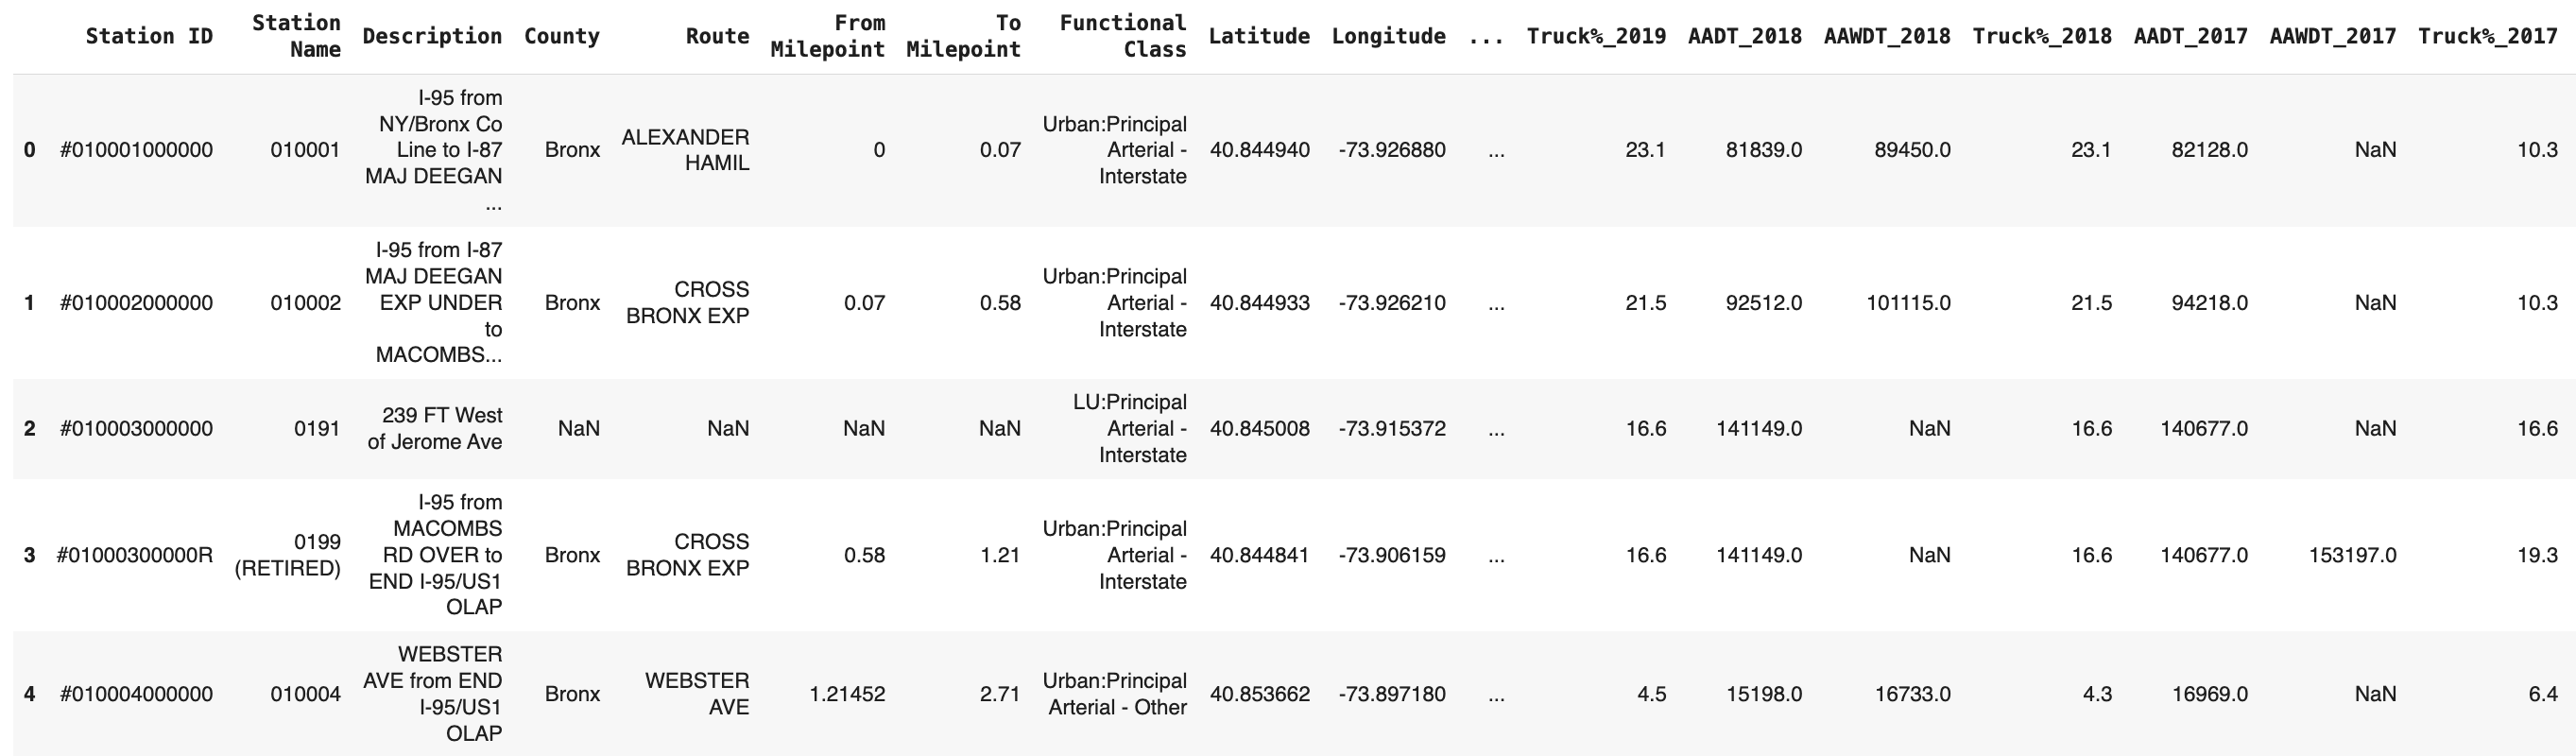 Station ID Station Name Description County Route From Milepoint To Milepoint Functional Class Latitude Longitude ... Truck%_2019 AADT_2018 AAWDT_2018 Truck%_2018 AADT_2017 AAWDT_2017 Truck%_2017
0 #010001000000 010001 I-95 from NY/Bronx Co Line to I-87 MAJ DEEGAN ... Bronx ALEXANDER HAMIL 0 0.07 Urban:Principal Arterial - Interstate 40.844940 -73.926880 ... 23.1 81839.0 89450.0 23.1 82128.0 NaN 10.3
1 #010002000000 010002 I-95 from I-87 MAJ DEEGAN EXP UNDER to MACOMBS... Bronx CROSS BRONX EXP 0.07 0.58 Urban:Principal Arterial - Interstate 40.844933 -73.926210 ... 21.5 92512.0 101115.0 21.5 94218.0 NaN 10.3
2 #010003000000 0191 239 FT West of Jerome Ave NaN NaN NaN NaN LU:Principal Arterial - Interstate 40.845008 -73.915372 ... 16.6 141149.0 NaN 16.6 140677.0 NaN 16.6
3 #01000300000R 0199 (RETIRED) I-95 from MACOMBS RD OVER to END I-95/US1 OLAP Bronx CROSS BRONX EXP 0.58 1.21 Urban:Principal Arterial - Interstate 40.844841 -73.906159 ... 16.6 141149.0 NaN 16.6 140677.0 153197.0 19.3
4 #010004000000 010004 WEBSTER AVE from END I-95/US1 OLAP Bronx WEBSTER AVE 1.21452 2.71 Urban:Principal Arterial - Other 40.853662 -73.897180 ... 4.5 15198.0 16733.0 4.3 16969.0 NaN 6.4